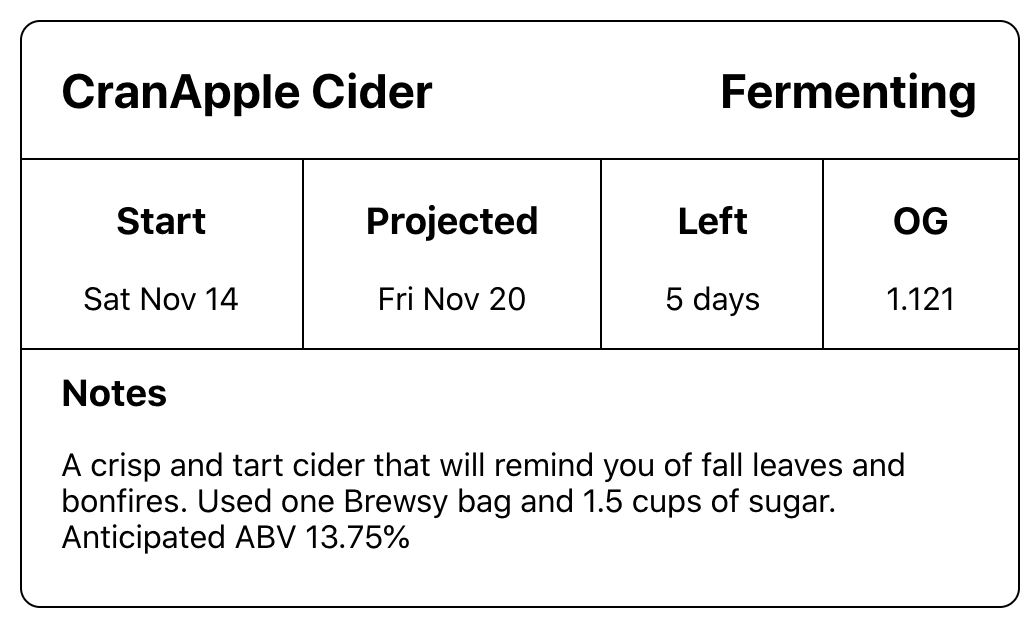 CranApple Cider Fermenting
Start Projected Left OG
Sat Nov 14 Fri Nov 20 5 days 1.121
Notes
A crisp and tart cider that will remind you of fall leaves and
bonfires. Used one Brewsy bag and 1.5 cups of sugar.
Anticipated ABV 13.75%